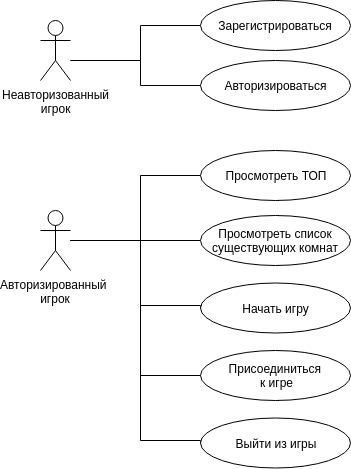 Зарегистрироваться
Авторизироваться
Неавторизованный
игрок
Просмотреть ТОП
Просмотреть список
существующих комнат
Авторизированный
игрок
Начать игру
Присоединиться
к игре
Выйти из игры